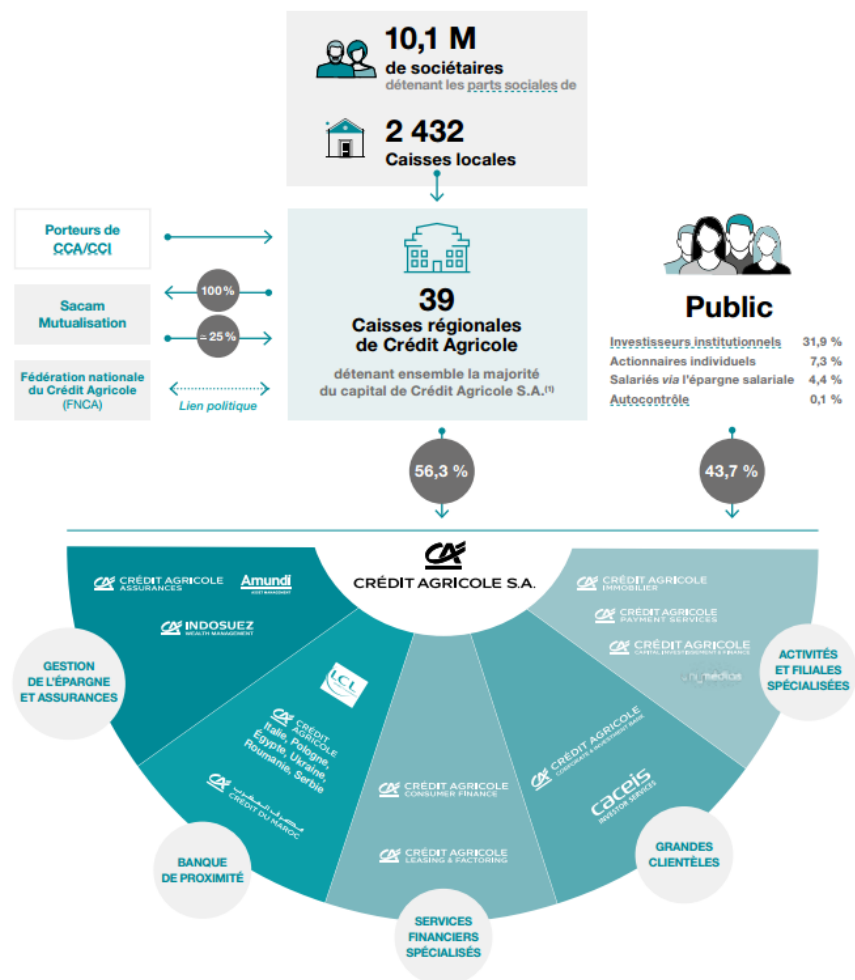 10,1 M
de sociétaires
détenant les parts sociales de
2 432
Caisses locales
Porteurs de
CCA/CCI
100 %
Sacam
Mutualisation
≈ 25 %
Fédération nationale
du Crédit Agricole
(FNCA)
Lien politique
39
Caisses régionales
de Crédit Agricole
détenant ensemble la majorité
du capital de Crédit Agricole S.A.(1)
Public
Investisseurs institutionnels 31,9 %
Actionnaires individuels 7,3 %
Salariés via l'épargne salariale 4,4 %
Autocontrôle 0,1 %
56,3 %
43,7 %
CRÉDIT AGRICOLE S.A.
CRÉDIT AGRICOLE
ASSURANCES
Amundi
ASSET MANAGEMENT
INDOSUEZ
WEALTH MANAGEMENT
GESTION
DE L'ÉPARGNE
ET ASSURANCES
LCL
CRÉDIT
AGRICOLE
Italie, Pologne,
Égypte, Ukraine,
Roumanie, Serbie
مصرف المغرب
CRÉDIT DU MAROC
BANQUE
DE PROXIMITÉ
CRÉDIT AGRICOLE
CONSUMER FINANCE
CRÉDIT AGRICOLE
LEASING & FACTORING
SERVICES
FINANCIERS
SPÉCIALISÉS
CRÉDIT AGRICOLE
CORPORATE & INVESTMENT BANK
caceis
INVESTOR SERVICES
GRANDES
CLIENTÈLES
CRÉDIT AGRICOLE
IMMOBILIER
CRÉDIT AGRICOLE
PAYMENT SERVICES
CRÉDIT AGRICOLE
CAPITAL INVESTISSEMENT & FINANCE
unimédias
ACTIVITÉS
ET FILIALES
SPÉCIALISÉES